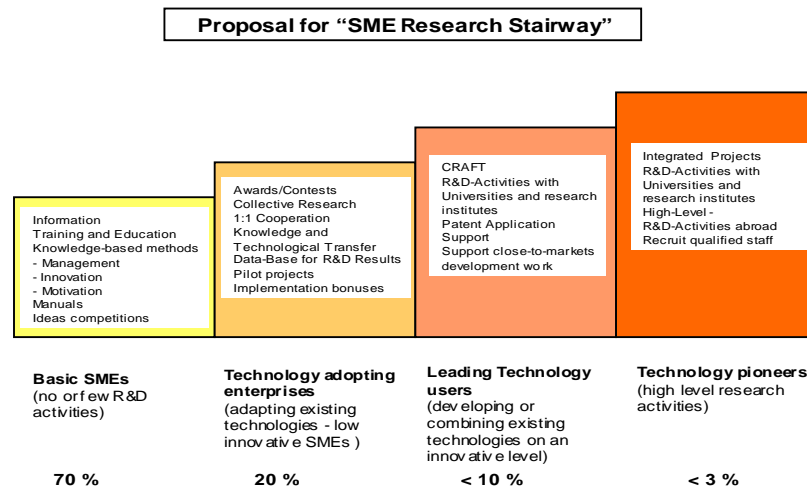 Proposal for “SME Research Stairway”
Information
Training and Education
Knowledge-based methods
- Management
- Innovation
- Motivation
Manuals
Ideas competitions
Awards/Contests
Collective Research
1:1 Cooperation
Knowledge and
Technological Transfer
Data-Base for R&D Results
Pilot projects
Implementation bonuses
CRAFT
R&D-Activities with
Universities and research
institutes
Patent Application
Support
Support close-to-markets
development work
Integrated Projects
R&D-Activities with
Universities and
research institutes
High-Level -
R&D-Activities abroad
Recruit qualified staff
Basic SMEs
(no or few R&D
activities)
Technology adopting
enterprises
(adapting existing
technologies - low
innovative SMEs )
Leading Technology
users
(developing or
combining existing
technologies on an
innovative level)
Technology pioneers
(high level research
activities)
70 %
20 %
< 10 %
< 3 %